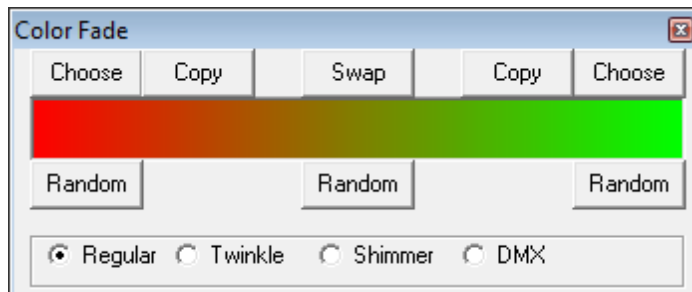 Color Fade
Choose Copy Swap Copy Choose
Random Random Random
Regular Twinkle Shimmer DMX